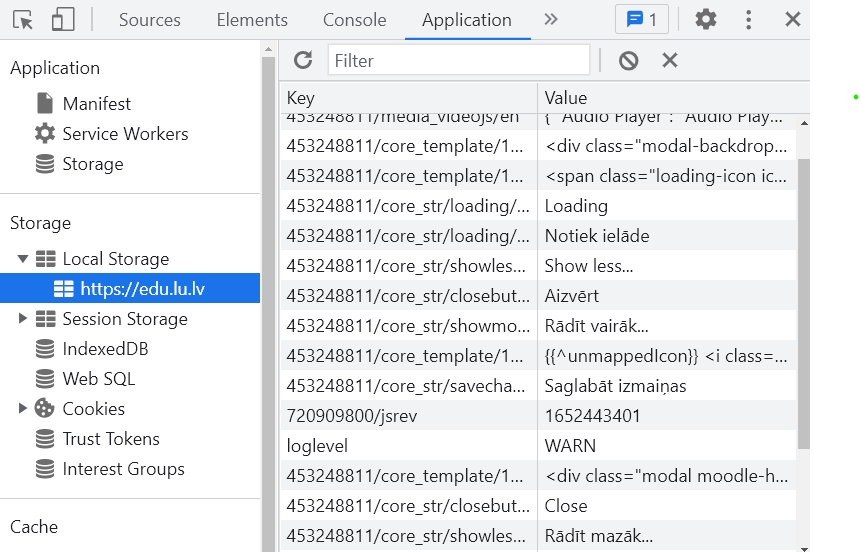 Sources Elements Console Application 1
Application
Manifest
Service Workers
Storage
Storage
Local Storage
https://edu.lu.lv
Session Storage
IndexedDB
Web SQL
Cookies
Trust Tokens
Interest Groups
Cache
Filter
Key Value
453248811/media_videojs/en { "Audio Player": "Audio Play...
453248811/core_template/1... <div class="modal-backdrop...
453248811/core_template/1... <span class="loading-icon ic...
453248811/core_str/loading/... Loading
453248811/core_str/loading/... Notiek ielāde
453248811/core_str/showles... Show less...
453248811/core_str/closebut... Aizvērt
453248811/core_str/showmo... Rādīt vairāk...
453248811/core_template/1... {{^unmappedIcon}} <i class=...
453248811/core_str/savecha... Saglabāt izmaiņas
720909800/jsrev 1652443401
loglevel WARN
453248811/core_template/1... <div class="modal moodle-h...
453248811/core_str/closebut... Close
453248811/core_str/showles... Rādīt mazāk...